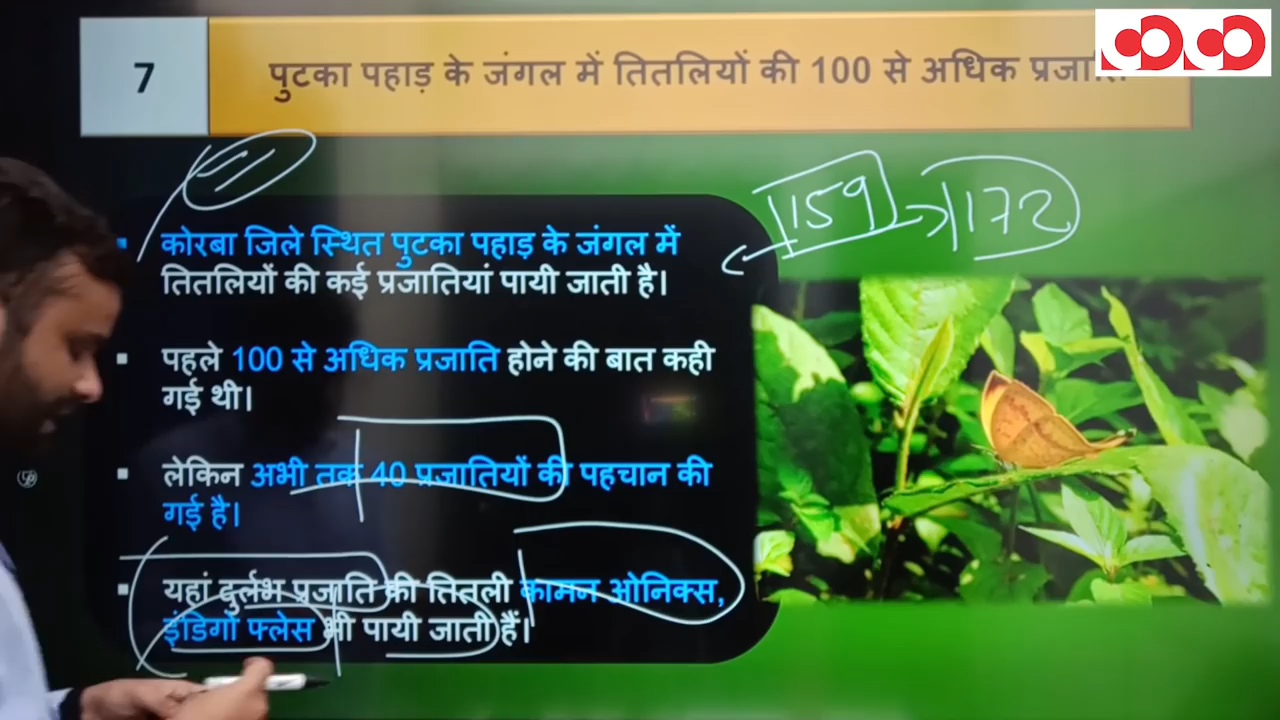 7
पुटका पहाड़ के जंगल में तितलियों की 100 से अधिक
159 → 172
कोरबा जिले स्थित पुटका पहाड़ के जंगल में
तितलियों की कई प्रजातियां पायी जाती है।
पहले 100 से अधिक प्रजाति होने की बात कही
गई थी।
लेकिन अभी तक 40 प्रजातियों की पहचान की
गई है।
यहां दुर्लभ प्रजाति की तितली कामन ओनिक्स,
इंडिगो फ्लेस भी पायी जाती हैं।